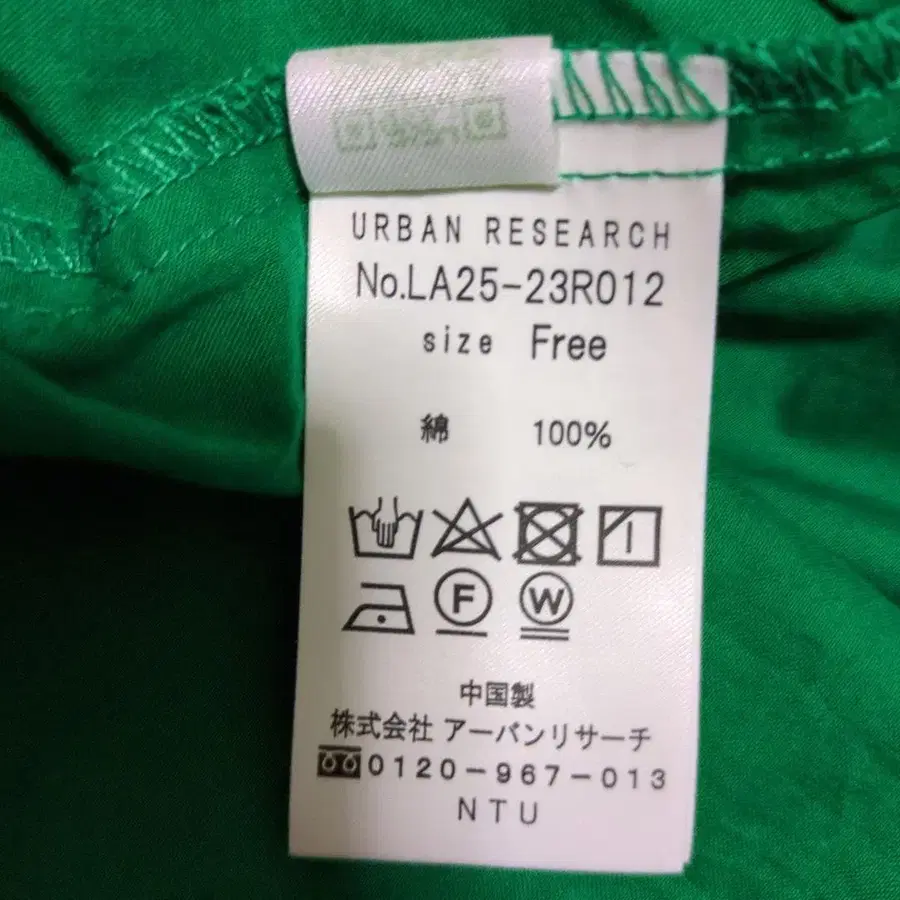 URBAN RESEARCH
No.LA25-23R012
size Free
綿 100%
F W
中国製
株式会社 アーバンリサーチ
0120-967-013
NTU